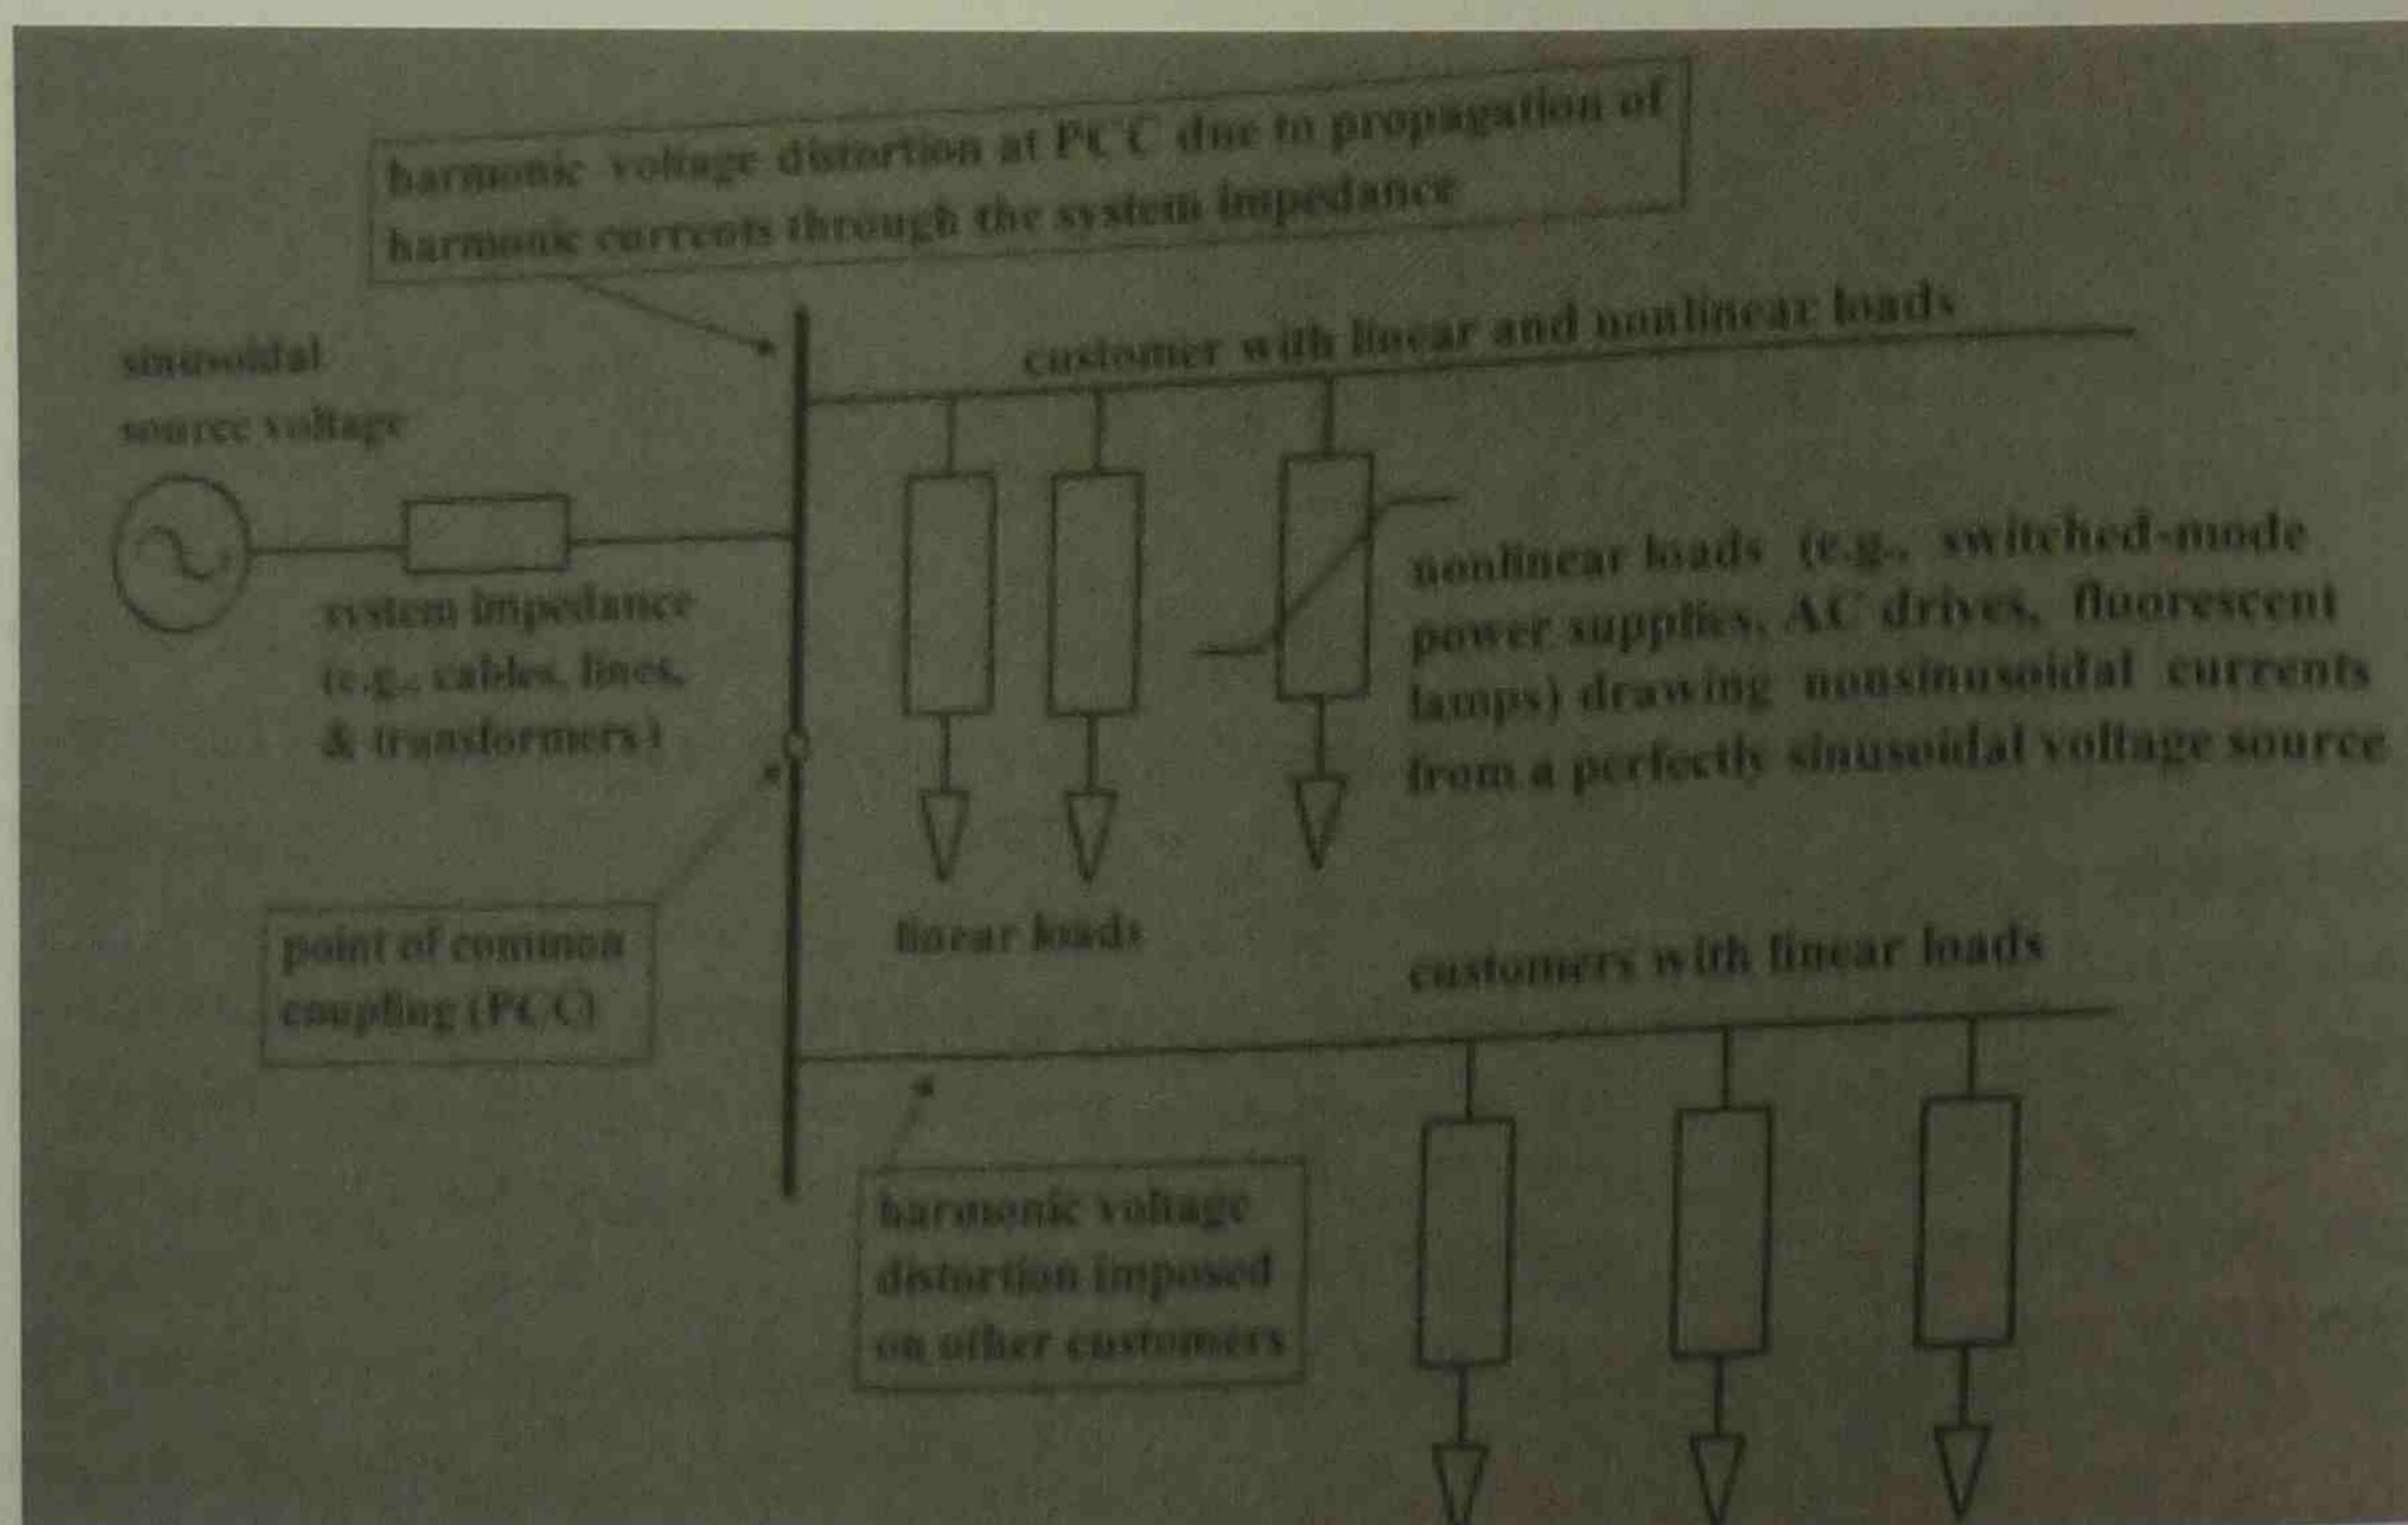 harmonic voltage distortion at PCC due to propagation of
harmonic currents through the system impedance
sinusoidal
source voltage
customer with linear and nonlinear loads
system impedance
(e.g., cables, lines,
& transformers)
nonlinear loads (e.g., switched-mode
power supplies, AC drives, fluorescent
lamps) drawing nonsinusoidal currents
from a perfectly sinusoidal voltage source
point of common
coupling (PCC)
linear loads
customers with linear loads
harmonic voltage
distortion imposed
on other customers